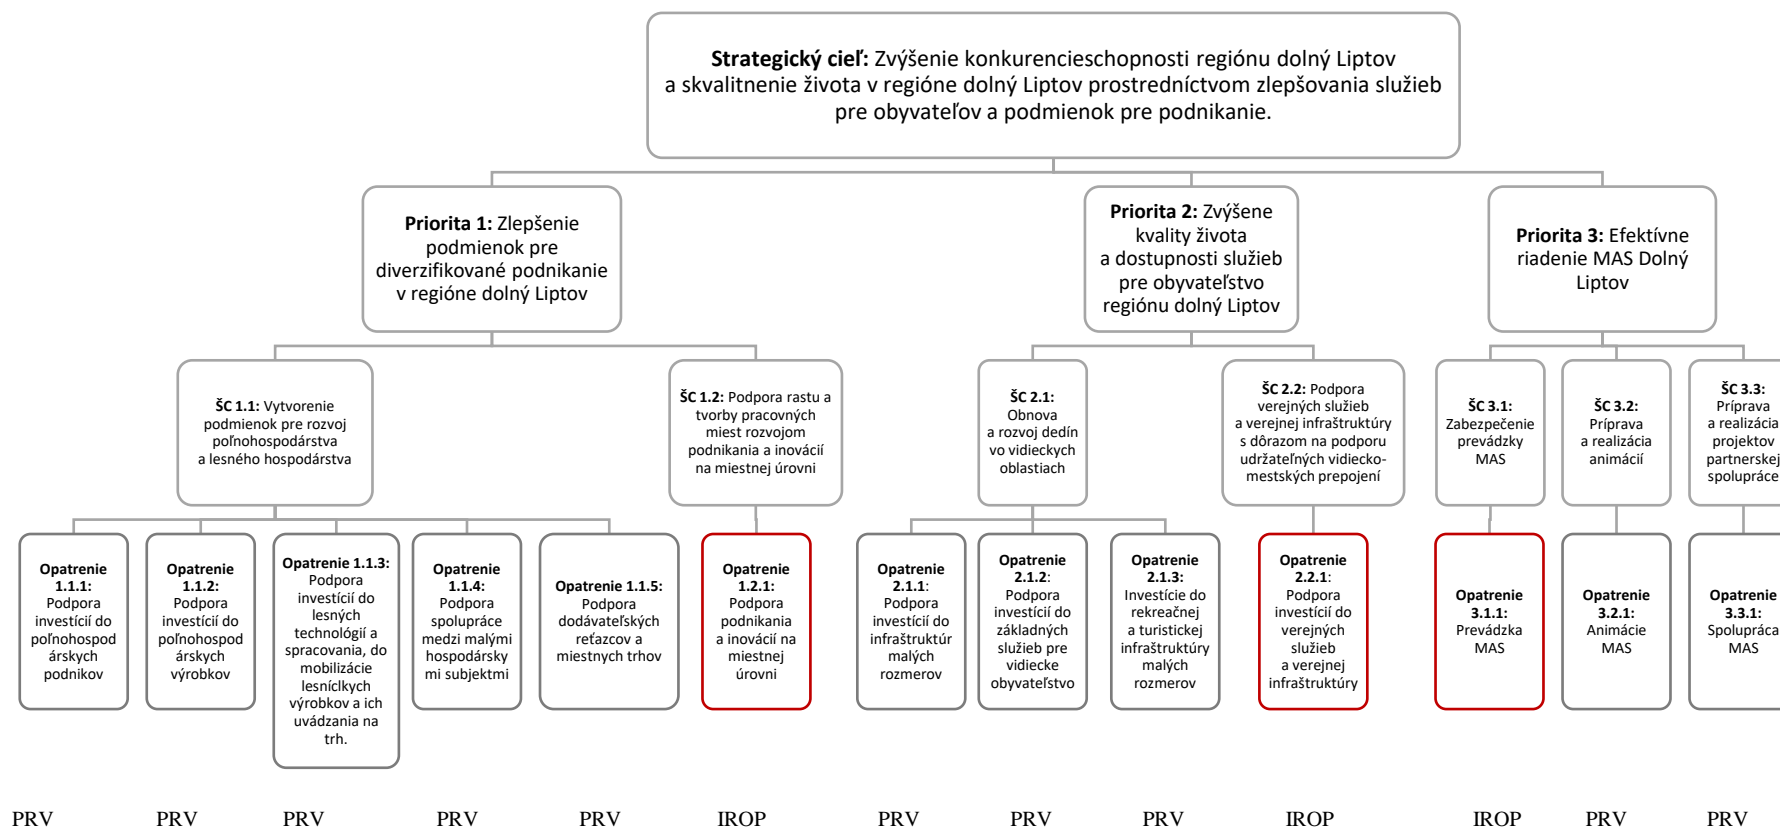 Strategický cieľ: Zvýšenie konkurencieschopnosti regiónu dolný Liptov
a skvalitnenie života v regióne dolný Liptov prostredníctvom zlepšovania služieb
pre obyvateľov a podmienok pre podnikanie.
Priorita 1: Zlepšenie
podmienok pre
diverzifikované podnikanie
v regióne dolný Liptov
Priorita 2: Zvýšene
kvality života
a dostupnosti služieb
pre obyvateľstvo
regiónu dolný Liptov
Priorita 3: Efektívne
riadenie MAS Dolný
Liptov
ŠC 1.1: Vytvorenie
podmienok pre rozvoj
poľnohospodárstva
a lesného hospodárstva
ŠC 1.2: Podpora rastu a
tvorby pracovných
miest rozvojom
podnikania a inovácií
na miestnej úrovni
ŠC 2.1:
Obnova
a rozvoj dedín
vo vidieckych
oblastiach
ŠC 2.2: Podpora
verejných služieb
a verejnej infraštruktúry
s dôrazom na podporu
udržateľných vidiecko-
mestských prepojení
ŠC 3.1:
Zabezpečenie
prevádzky
MAS
ŠC 3.2:
Príprava
a realizácia
animácií
ŠC 3.3:
Príprava
a realizácia
projektov
partnerskej
spolupráce
Opatrenie
1.1.1:
Podpora
investícií do
poľnohospod
árskych
podnikov
Opatrenie
1.1.2:
Podpora
investícií do
poľnohospod
árskych
výrobkov
Opatrenie 1.1.3:
Podpora
investícií do
lesných
technológií a
spracovania, do
mobilizácie
lesníclkych
výrobkov a ich
uvádzania na
trh.
Opatrenie
1.1.4:
Podpora
spolupráce
medzi malými
hospodársky
mi subjektmi
Opatrenie 1.1.5:
Podpora
dodávateľských
reťazcov a
miestnych trhov
Opatrenie
1.2.1:
Podpora
podnikania
a inovácií na
miestnej
úrovni
Opatrenie
2.1.1:
Podpora
investícií do
infraštruktúr
malých
rozmerov
Opatrenie
2.1.2:
Podpora
investícií do
základných
služieb pre
vidiecke
obyvateľstvo
Opatrenie
2.1.3:
Investície do
rekreačnej
a turistickej
infraštruktúry
malých
rozmerov
Opatrenie
2.2.1:
Podpora
investícií do
verejných
služieb
a verejnej
infraštruktúry
Opatrenie
3.1.1:
Prevádzka
MAS
Opatrenie
3.2.1:
Animácie
MAS
Opatrenie
3.3.1:
Spolupráca
MAS
PRV PRV PRV PRV PRV IROP PRV PRV PRV IROP IROP PRV PRV